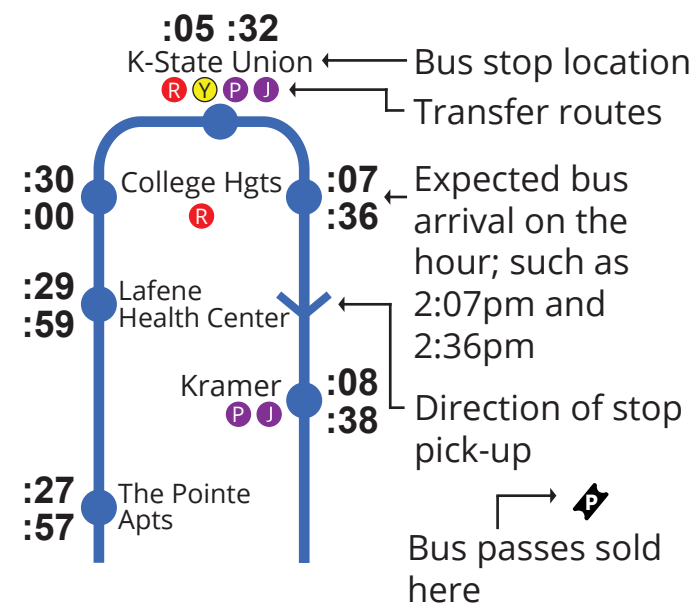 :05 :32
K-State Union
R Y P J
Bus stop location
Transfer routes
:30
:00
College Hgts
R
:07
:36
Expected bus
arrival on the
hour; such as
2:07pm and
2:36pm
:29
:59
Lafene
Health Center
Kramer
P J
:08
:38
Direction of stop
pick-up
:27
:57
The Pointe
Apts
P
Bus passes sold
here